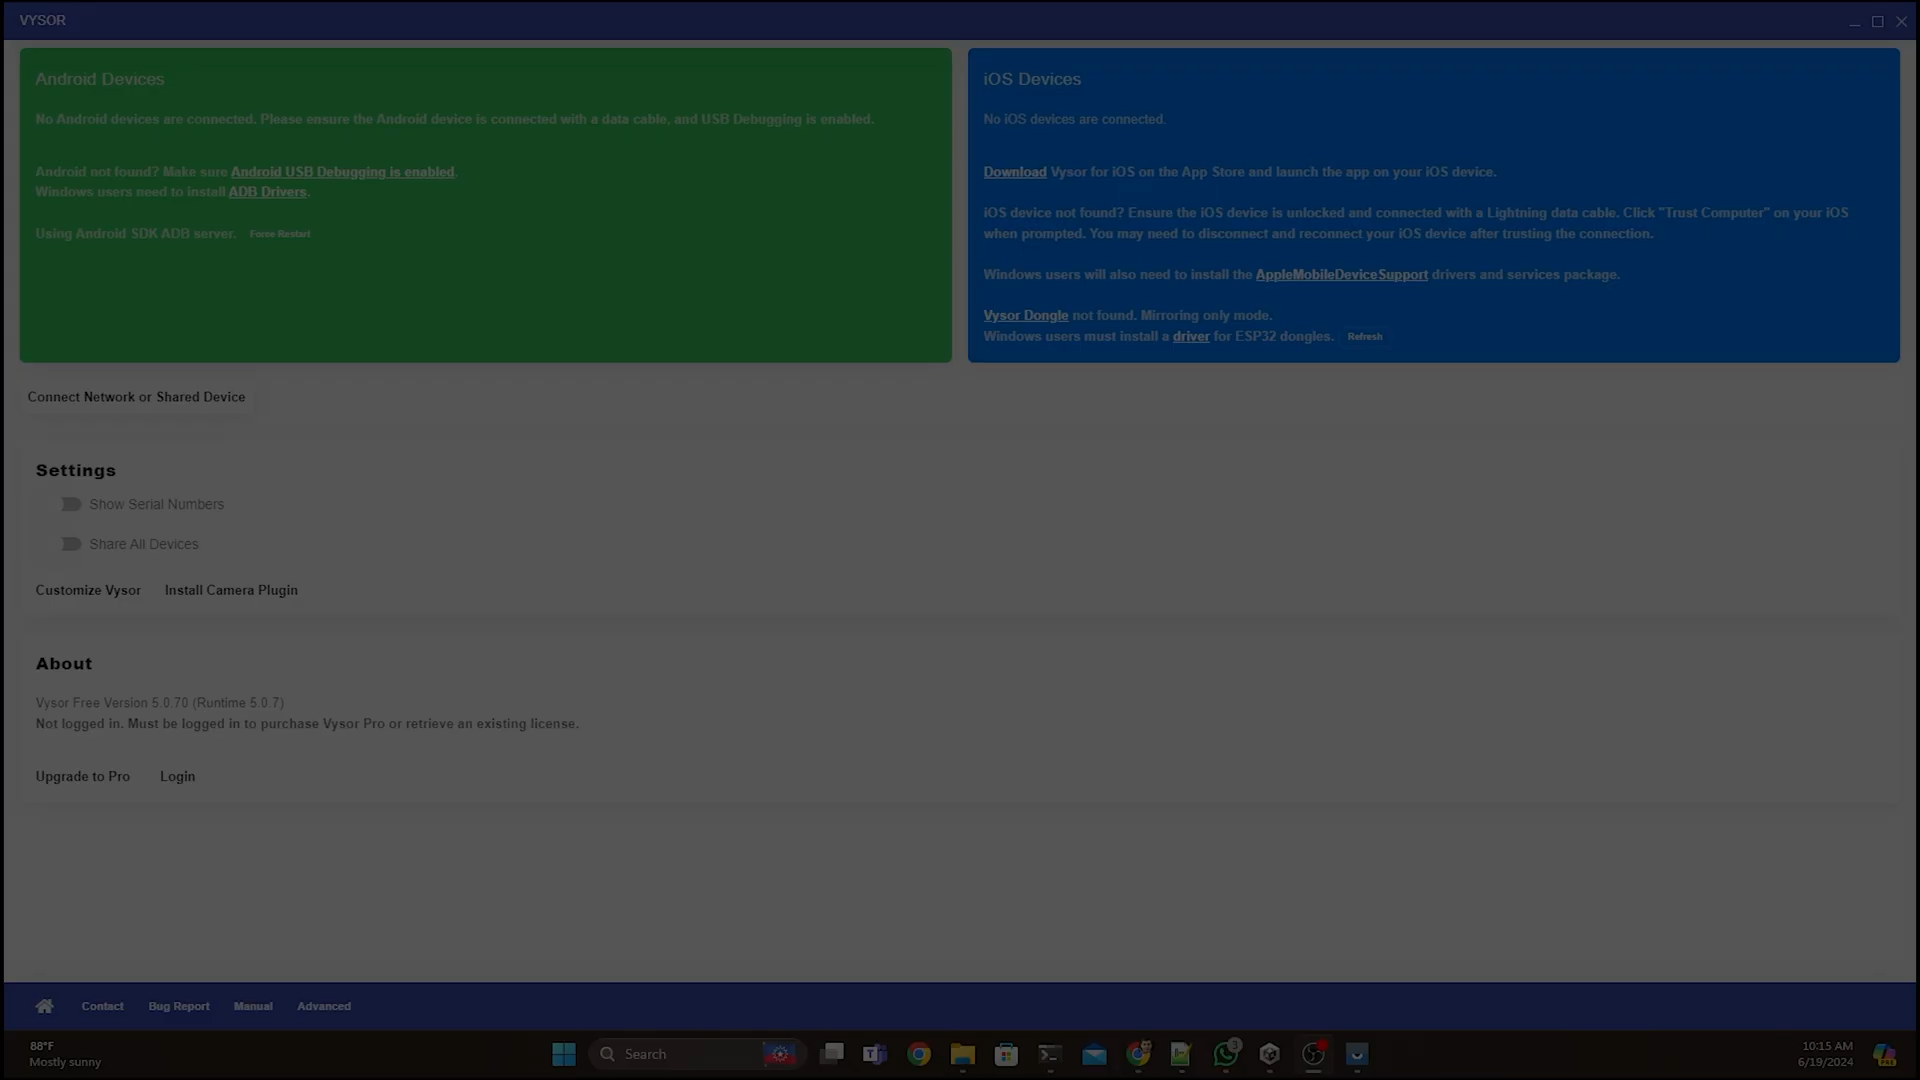 VYSOR
Android Devices
No Android devices are connected. Please ensure the Android device is connected with a data cable, and USB Debugging is enabled.
Android not found? Make sure Android USB Debugging is enabled.
Windows users need to install ADB Drivers.
Using Android SDK ADB server. Force Restart
iOS Devices
No iOS devices are connected.
Download Vysor for iOS on the App Store and launch the app on your iOS device.
iOS device not found? Ensure the iOS device is unlocked and connected with a Lightning data cable. Click "Trust Computer" on your iOS
when prompted. You may need to disconnect and reconnect your iOS device after trusting the connection.
Windows users will also need to install the AppleMobileDeviceSupport drivers and services package.
Vysor Dongle not found. Mirroring only mode.
Windows users must install a driver for ESP32 dongles. Refresh
Connect Network or Shared Device
Settings
Show Serial Numbers
Share All Devices
Customize Vysor Install Camera Plugin
About
Vysor Free Version 5.0.70 (Runtime 5.0.7)
Not logged in. Must be logged in to purchase Vysor Pro or retrieve an existing license.
Upgrade to Pro Login
Contact Bug Report Manual Advanced
88°F
Mostly sunny
Search
3
10:15 AM
6/19/2024